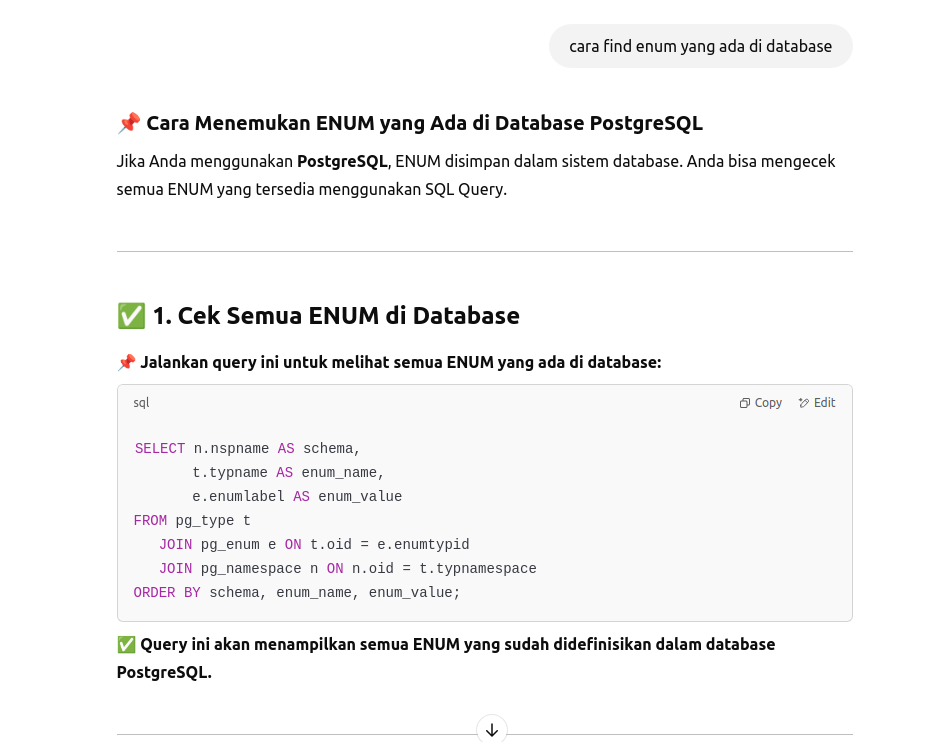 cara find enum yang ada di database
📌 Cara Menemukan ENUM yang Ada di Database PostgreSQL
Jika Anda menggunakan PostgreSQL, ENUM disimpan dalam sistem database. Anda bisa mengecek
semua ENUM yang tersedia menggunakan SQL Query.
✅ 1. Cek Semua ENUM di Database
📌 Jalankan query ini untuk melihat semua ENUM yang ada di database:
sql Copy Edit
SELECT n.nspname AS schema,
       t.typname AS enum_name,
       e.enumlabel AS enum_value
FROM pg_type t
   JOIN pg_enum e ON t.oid = e.enumtypid
   JOIN pg_namespace n ON n.oid = t.typnamespace
ORDER BY schema, enum_name, enum_value;
✅ Query ini akan menampilkan semua ENUM yang sudah didefinisikan dalam database
PostgreSQL.